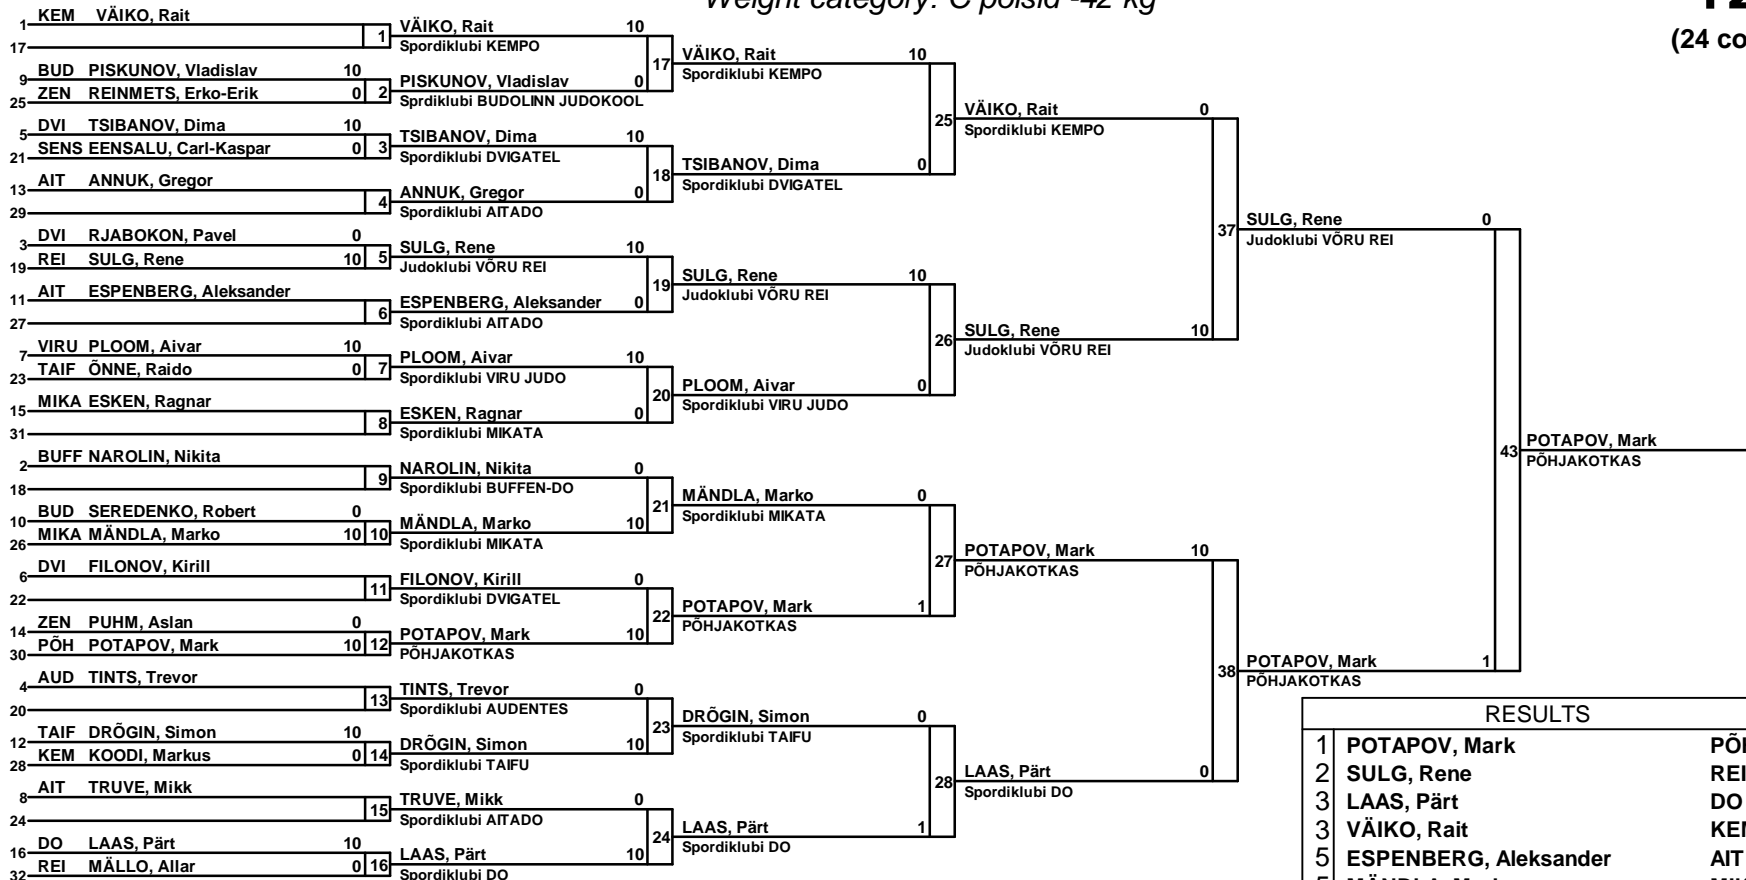 Weight category: C poisid -42 kg
(24 co
1 KEM VÄIKO, Rait
17
1 VÄIKO, Rait 10
Spordiklubi KEMPO
9 BUD PISKUNOV, Vladislav 10
25 ZEN REINMETS, Erko-Erik 0
2 PISKUNOV, Vladislav 0
Sprdiklubi BUDOLINN JUDOKOOL
5 DVI TSIBANOV, Dima 10
21 SENS EENSALU, Carl-Kaspar 0
3 TSIBANOV, Dima 10
Spordiklubi DVIGATEL
13 AIT ANNUK, Gregor
29
4 ANNUK, Gregor 0
Spordiklubi AITADO
3 DVI RJABOKON, Pavel 0
19 REI SULG, Rene 10
5 SULG, Rene 10
Judoklubi VÕRU REI
11 AIT ESPENBERG, Aleksander
27
6 ESPENBERG, Aleksander 0
Spordiklubi AITADO
7 VIRU PLOOM, Aivar 10
23 TAIF ÕNNE, Raido 0
7 PLOOM, Aivar 10
Spordiklubi VIRU JUDO
15 MIKA ESKEN, Ragnar
31
8 ESKEN, Ragnar 0
Spordiklubi MIKATA
2 BUFF NAROLIN, Nikita
18
9 NAROLIN, Nikita 0
Spordiklubi BUFFEN-DO
10 BUD SEREDENKO, Robert 0
26 MIKA MÄNDLA, Marko 10
10 MÄNDLA, Marko 10
Spordiklubi MIKATA
6 DVI FILONOV, Kirill
22
11 FILONOV, Kirill 0
Spordiklubi DVIGATEL
14 ZEN PUHM, Aslan 0
30 PÕH POTAPOV, Mark 10
12 POTAPOV, Mark 10
PÕHJAKOTKAS
4 AUD TINTS, Trevor
20
13 TINTS, Trevor 0
Spordiklubi AUDENTES
12 TAIF DRÕGIN, Simon 10
28 KEM KOODI, Markus 0
14 DRÕGIN, Simon 10
Spordiklubi TAIFU
8 AIT TRUVE, Mikk
24
15 TRUVE, Mikk 0
Spordiklubi AITADO
16 DO LAAS, Pärt 10
32 REI MÄLLO, Allar 0
16 LAAS, Pärt 10
Spordiklubi DO
17 VÄIKO, Rait 10
Spordiklubi KEMPO
18 TSIBANOV, Dima 0
Spordiklubi DVIGATEL
19 SULG, Rene 10
Judoklubi VÕRU REI
20 PLOOM, Aivar 0
Spordiklubi VIRU JUDO
21 MÄNDLA, Marko 0
Spordiklubi MIKATA
22 POTAPOV, Mark 1
PÕHJAKOTKAS
23 DRÕGIN, Simon 0
Spordiklubi TAIFU
24 LAAS, Pärt 1
Spordiklubi DO
25 VÄIKO, Rait 0
Spordiklubi KEMPO
26 SULG, Rene 10
Judoklubi VÕRU REI
27 POTAPOV, Mark 10
PÕHJAKOTKAS
28 LAAS, Pärt 0
Spordiklubi DO
37 SULG, Rene 0
Judoklubi VÕRU REI
38 POTAPOV, Mark 1
PÕHJAKOTKAS
43 POTAPOV, Mark
PÕHJAKOTKAS
RESULTS
1 POTAPOV, Mark
2 SULG, Rene REI
3 LAAS, Pärt DO
3 VÄIKO, Rait
5 ESPENBERG, Aleksander AIT